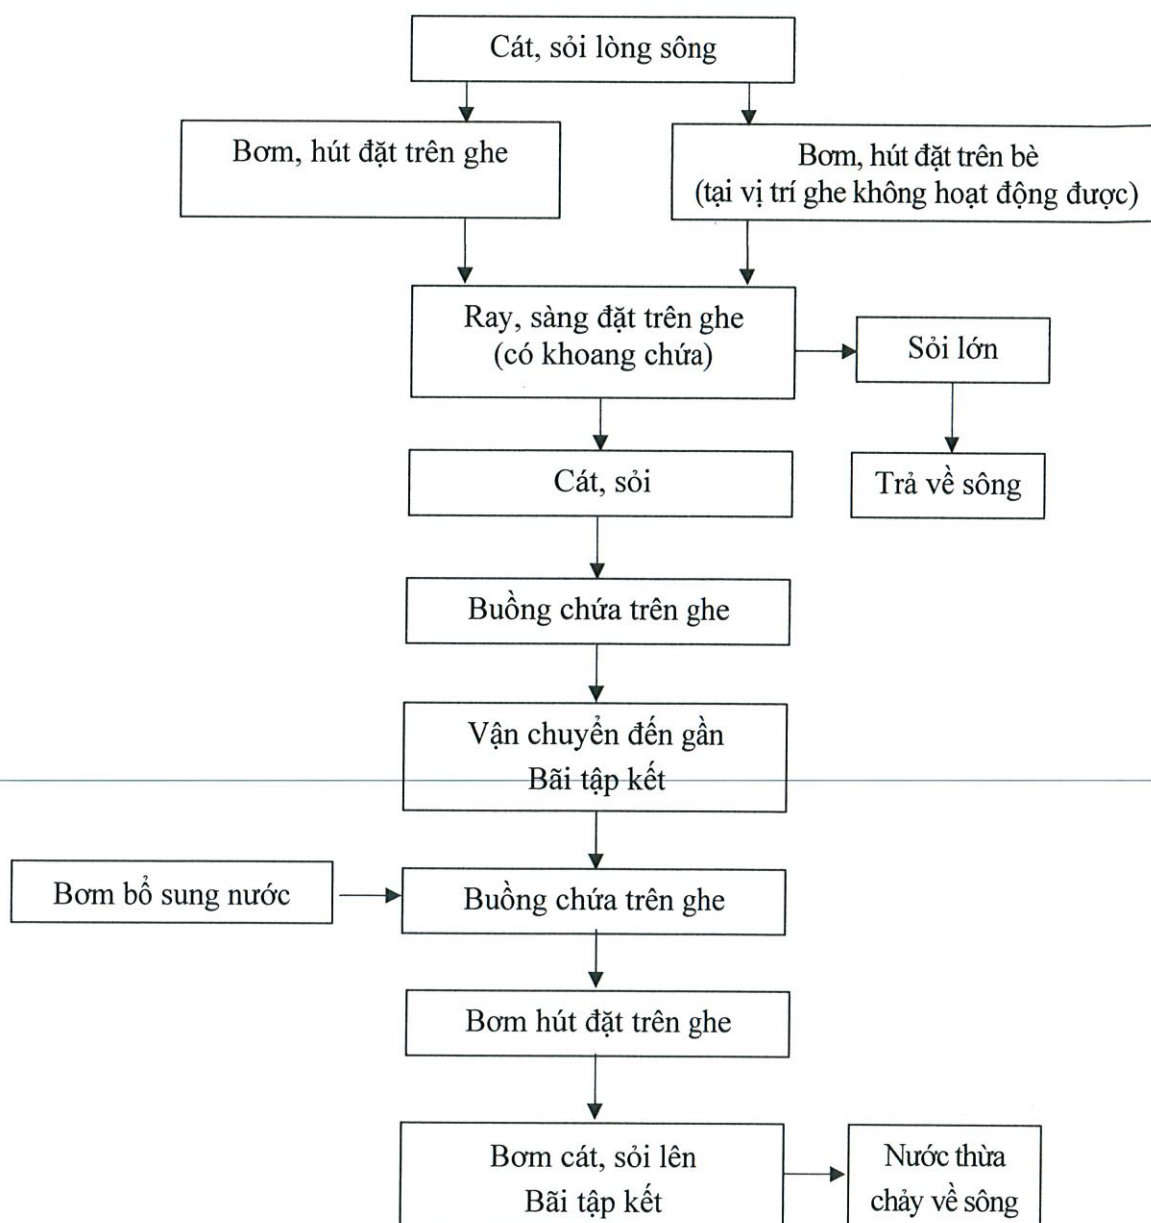 Cát, sỏi lòng sông
Bơm, hút đặt trên ghe
Bơm, hút đặt trên bè
(tại vị trí ghe không hoạt động được)
Ray, sàng đặt trên ghe
(có khoang chứa)
Sỏi lớn
Cát, sỏi
Trả về sông
Buồng chứa trên ghe
Vận chuyển đến gần
Bãi tập kết
Bơm bổ sung nước
Buồng chứa trên ghe
Bơm hút đặt trên ghe
Bơm cát, sỏi lên
Bãi tập kết
Nước thừa
chảy về sông